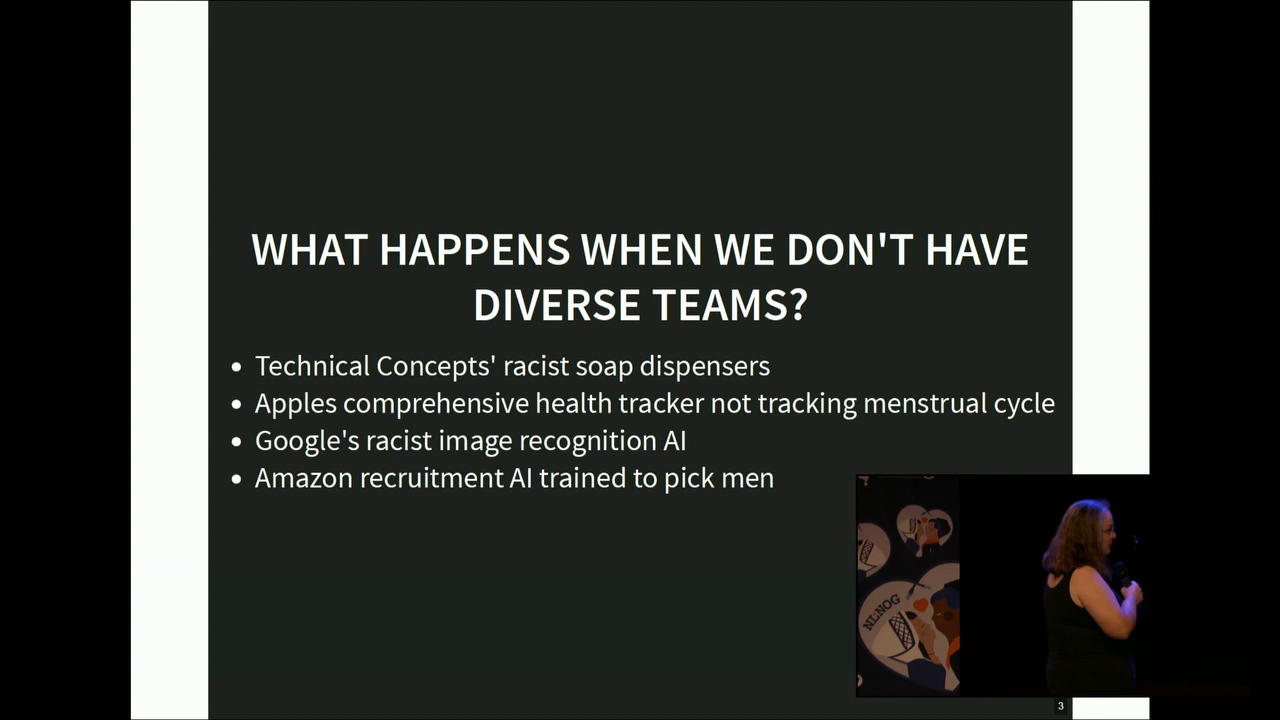 WHAT HAPPENS WHEN WE DON'T HAVE
DIVERSE TEAMS?
• Technical Concepts' racist soap dispensers
• Apples comprehensive health tracker not tracking menstrual cycle
• Google's racist image recognition AI
• Amazon recruitment AI trained to pick men
NLNOG
3